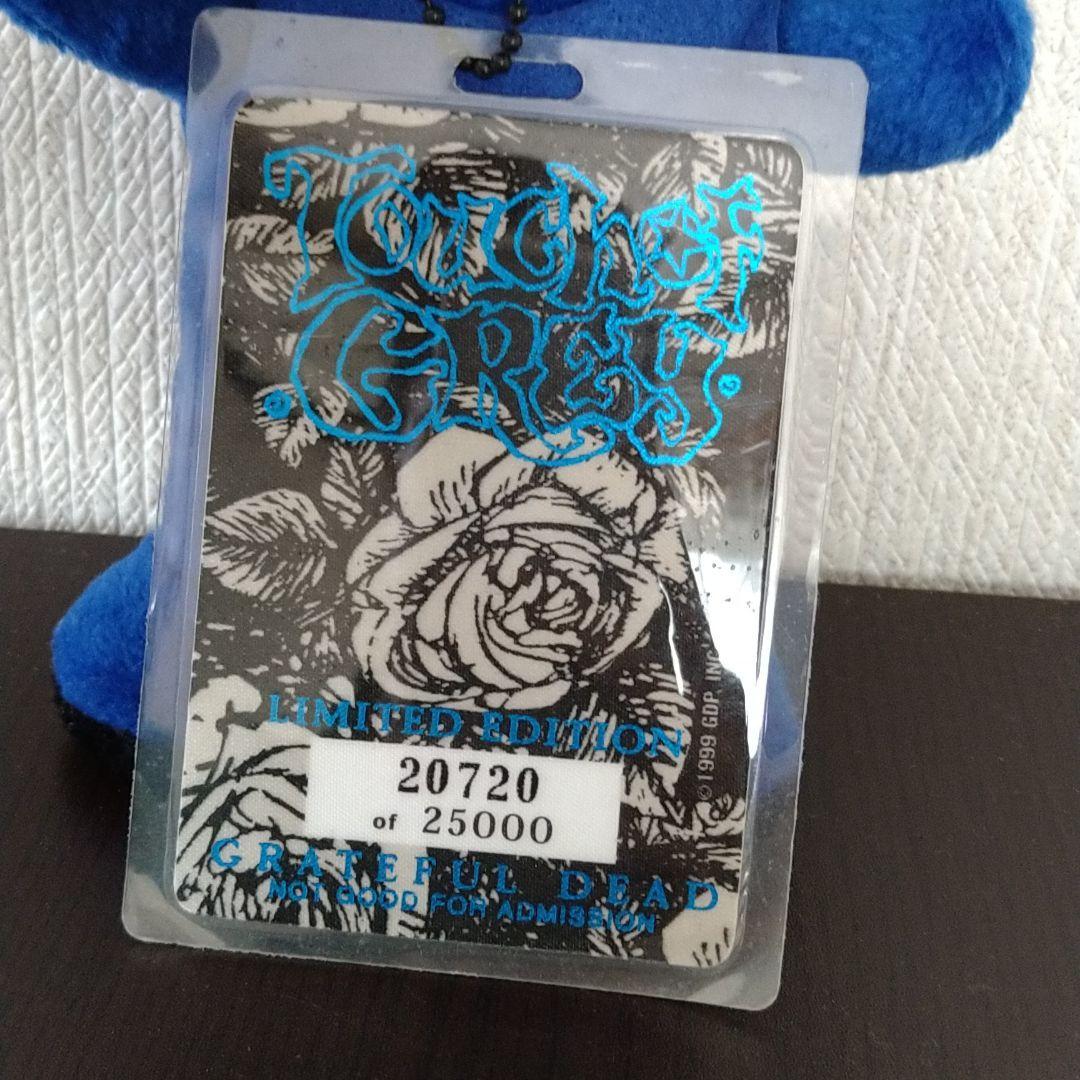 Touch of
GREY
LIMITED EDITION
20720
of 25000
GRATEFUL DEAD
NOT GOOD FOR ADMISSION
©1999 GDP, INC